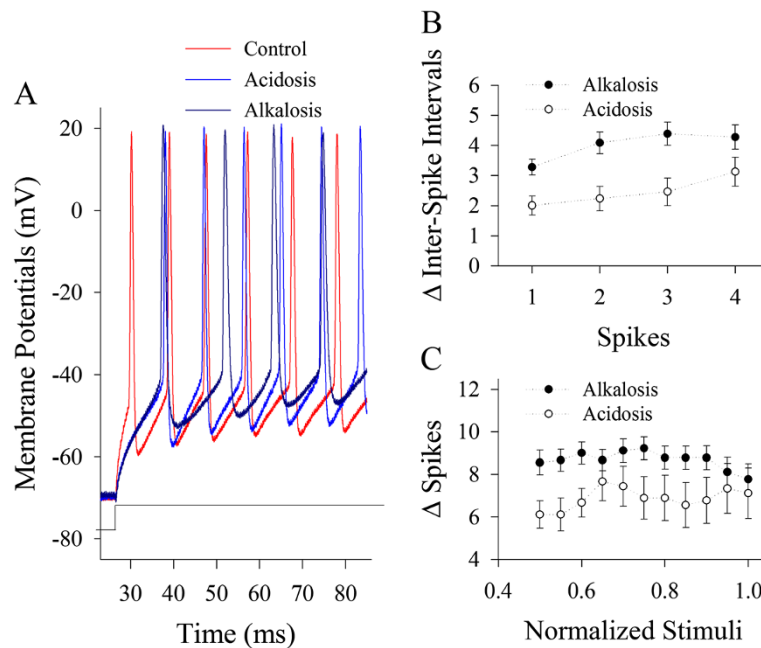 A
Control
Acidosis
Alkalosis
Membrane Potentials (mV)
20
0
-20
-40
-60
-80
30 40 50 60 70 80
Time (ms)
B
Alkalosis
Acidosis
Δ Inter-Spike Intervals
6
5
4
3
2
1
0
1 2 3 4
Spikes
C
Alkalosis
Acidosis
Δ Spikes
12
10
8
6
4
0.4 0.6 0.8 1.0
Normalized Stimuli